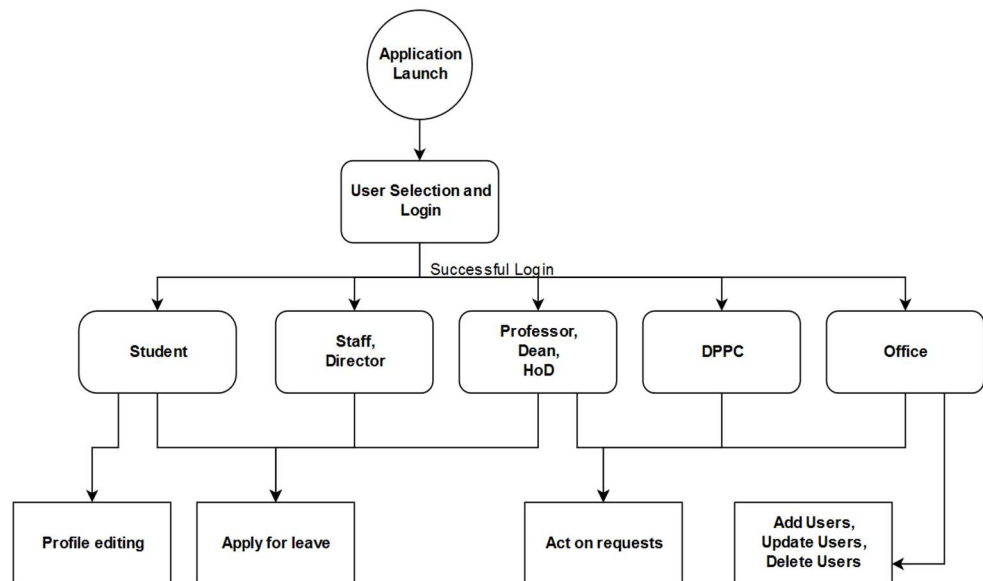 Application
Launch
User Selection and
Login
Successful Login
Student
Staff,
Director
Professor,
Dean,
HoD
DPPC
Office
Profile editing
Apply for leave
Act on requests
Add Users,
Update Users,
Delete Users